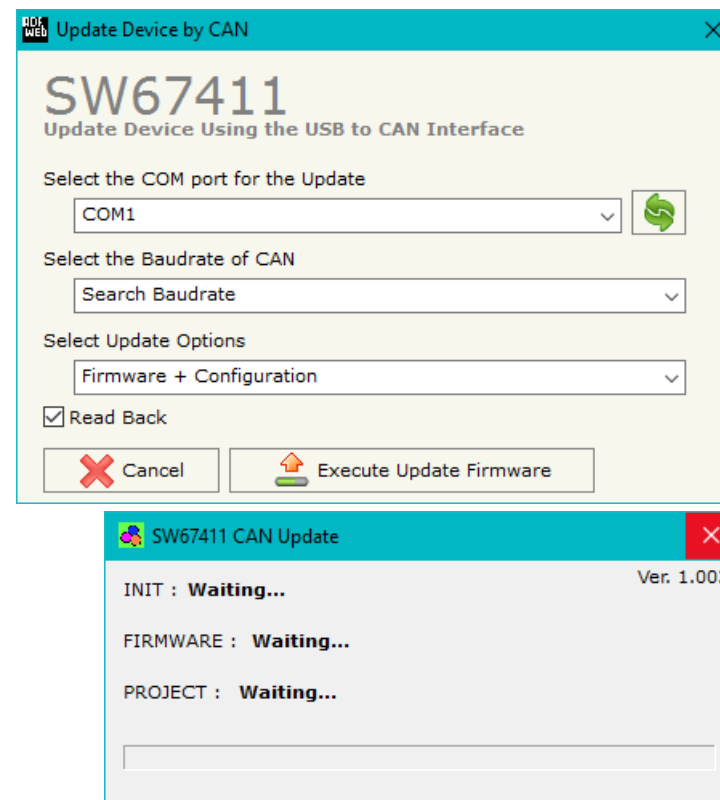 ADF
WEB Update Device by CAN
SW67411
Update Device Using the USB to CAN Interface
Select the COM port for the Update
COM1
Select the Baudrate of CAN
Search Baudrate
Select Update Options
Firmware + Configuration
Read Back
Cancel Execute Update Firmware
SW67411 CAN Update
Ver. 1.00
INIT : Waiting...
FIRMWARE : Waiting...
PROJECT : Waiting...